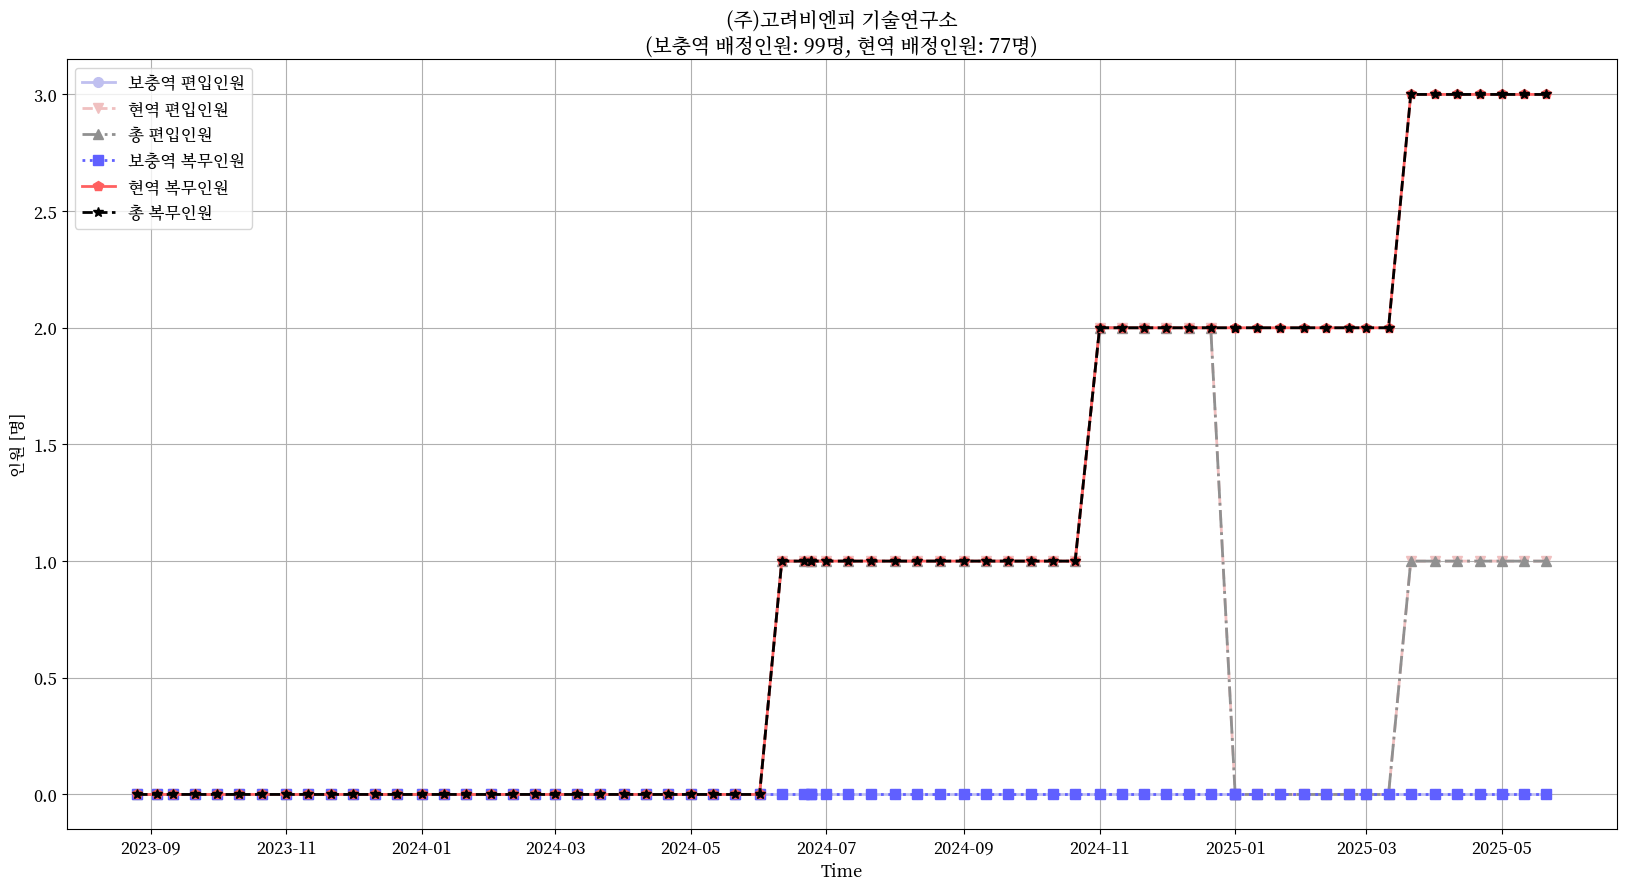 (주)고려비엔피 기술연구소
(보충역 배정인원: 99명, 현역 배정인원: 77명)
보충역 편입인원
현역 편입인원
총 편입인원
보충역 복무인원
현역 복무인원
총 복무인원
인원 [명]
3.0
2.5
2.0
1.5
1.0
0.5
0.0
2023-09 2023-11 2024-01 2024-03 2024-05 2024-07 2024-09 2024-11 2025-01 2025-03 2025-05
Time